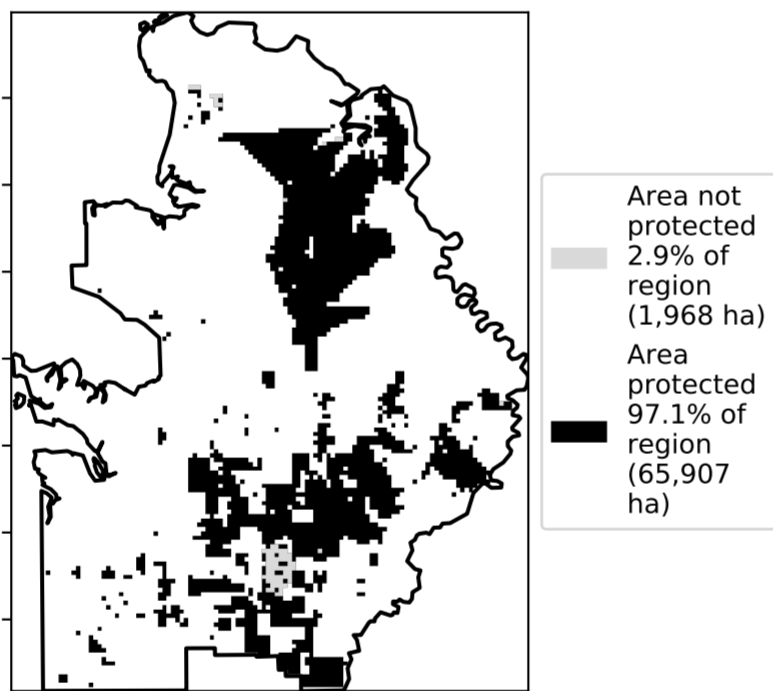 Area not
protected
2.9% of
region
(1,968 ha)
Area
protected
97.1% of
region
(65,907
ha)